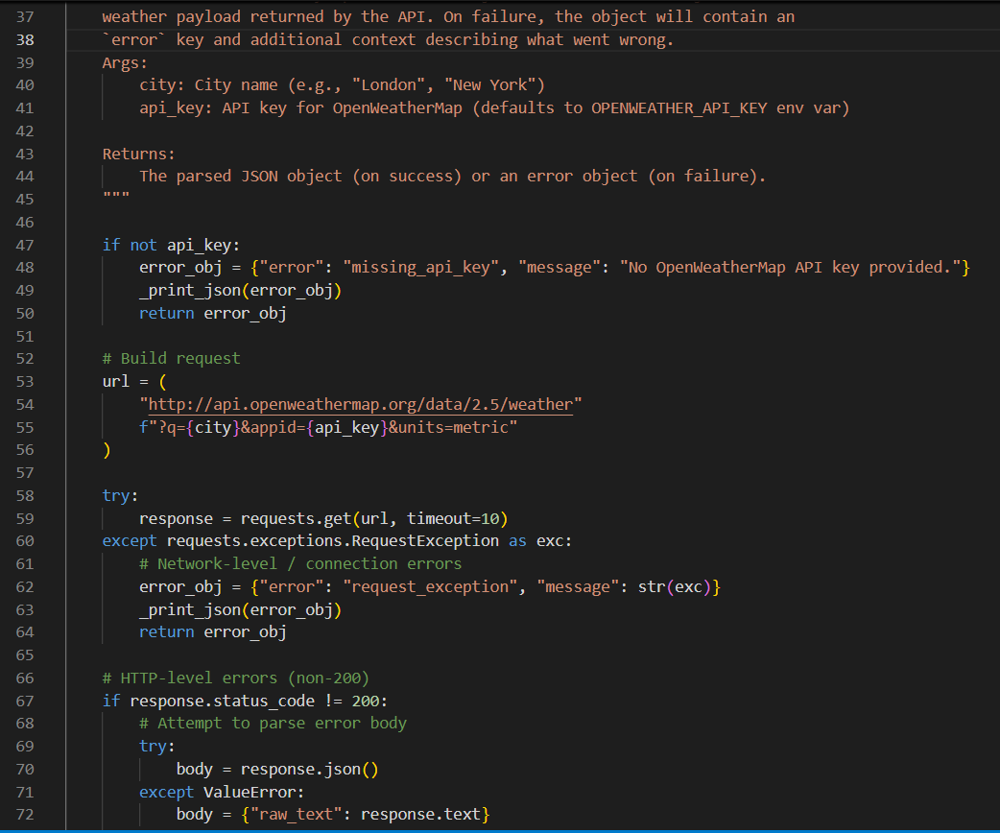 37 weather payload returned by the API. On failure, the object will contain an
38 `error` key and additional context describing what went wrong.
39 Args:
40     city: City name (e.g., "London", "New York")
41     api_key: API key for OpenWeatherMap (defaults to OPENWEATHER_API_KEY env var)
42
43 Returns:
44     The parsed JSON object (on success) or an error object (on failure).
45 """
46
47 if not api_key:
48     error_obj = {"error": "missing_api_key", "message": "No OpenWeatherMap API key provided."}
49     _print_json(error_obj)
50     return error_obj
51
52 # Build request
53 url = (
54     "http://api.openweathermap.org/data/2.5/weather"
55     f"?q={city}&appid={api_key}&units=metric"
56 )
57
58 try:
59     response = requests.get(url, timeout=10)
60 except requests.exceptions.RequestException as exc:
61     # Network-level / connection errors
62     error_obj = {"error": "request_exception", "message": str(exc)}
63     _print_json(error_obj)
64     return error_obj
65
66 # HTTP-level errors (non-200)
67 if response.status_code != 200:
68     # Attempt to parse error body
69     try:
70         body = response.json()
71     except ValueError:
72         body = {"raw_text": response.text}